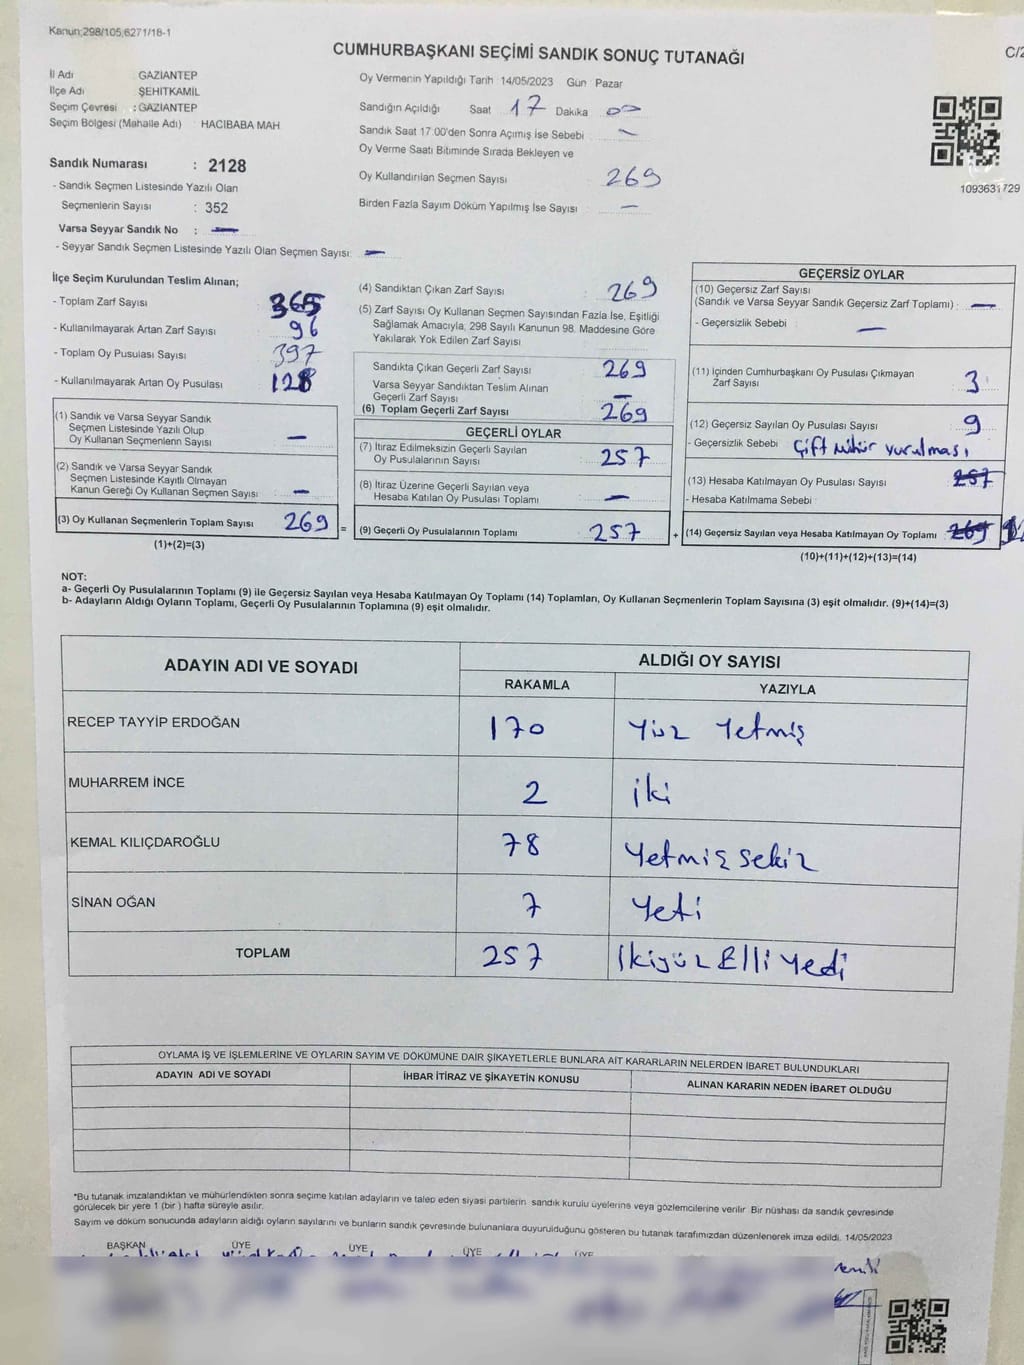 Kanun;298/105;6271/18-1
CUMHURBAŞKANI SEÇİMİ SANDIK SONUÇ TUTANAĞI
C/2
İl Adı GAZİANTEP
İlçe Adı ŞEHİTKAMİL
Seçim Çevresi : GAZİANTEP
Seçim Bölgesi (Mahalle Adı) HACIBABA MAH
Sandık Numarası : 2128
- Sandık Seçmen Listesinde Yazılı Olan
Seçmenlerin Sayısı : 352
Varsa Seyyar Sandık No : —
- Seyyar Sandık Seçmen Listesinde Yazılı Olan Seçmen Sayısı: —
Oy Vermenin Yapıldığı Tarih : 14/05/2023 Gün Pazar
Sandığın Açıldığı Saat 17 Dakika 00
Sandık Saat 17.00'den Sonra Açılmış İse Sebebi —
Oy Verme Saati Bitiminde Sırada Bekleyen ve
Oy Kullandırılan Seçmen Sayısı 269
Birden Fazla Sayım Döküm Yapılmış İse Sayısı —
1093631729
İlçe Seçim Kurulundan Teslim Alınan;
- Toplam Zarf Sayısı 365
- Kullanılmayarak Artan Zarf Sayısı 96
- Toplam Oy Pusulası Sayısı 397
- Kullanılmayarak Artan Oy Pusulası 128
(1) Sandık ve Varsa Seyyar Sandık
Seçmen Listesinde Yazılı Olup
Oy Kullanan Seçmenlerin Sayısı —
(2) Sandık ve Varsa Seyyar Sandık
Seçmen Listesinde Kayıtlı Olmayan
Kanun Gereği Oy Kullanan Seçmen Sayısı —
(3) Oy Kullanan Seçmenlerin Toplam Sayısı 269 =
(1)+(2)=(3)
(4) Sandıktan Çıkan Zarf Sayısı 269
(5) Zarf Sayısı Oy Kullanan Seçmen Sayısından Fazla İse, Eşitliği
Sağlamak Amacıyla, 298 Sayılı Kanunun 98. Maddesine Göre
Yakılarak Yok Edilen Zarf Sayısı
Sandıkta Çıkan Geçerli Zarf Sayısı 269
Varsa Seyyar Sandıktan Teslim Alınan
Geçerli Zarf Sayısı —
(6) Toplam Geçerli Zarf Sayısı 269
GEÇERLİ OYLAR
(7) İtiraz Edilmeksizin Geçerli Sayılan
Oy Pusulalarının Sayısı 257
(8) İtiraz Üzerine Geçerli Sayılan veya
Hesaba Katılan Oy Pusulası Toplamı —
(9) Geçerli Oy Pusulalarının Toplamı 257 +
GEÇERSİZ OYLAR
(10) Geçersiz Zarf Sayısı
(Sandık ve Varsa Seyyar Sandık Geçersiz Zarf Toplamı) : —
- Geçersizlik Sebebi —
(11) İçinden Cumhurbaşkanı Oy Pusulası Çıkmayan
Zarf Sayısı 3
(12) Geçersiz Sayılan Oy Pusulası Sayısı 9
- Geçersizlik Sebebi Çift Mühür vurulması
(13) Hesaba Katılmayan Oy Pusulası Sayısı 257
- Hesaba Katılmama Sebebi
(14) Geçersiz Sayılan veya Hesaba Katılmayan Oy Toplamı 269
(10)+(11)+(12)+(13)=(14)
NOT:
a- Geçerli Oy Pusulalarının Toplamı (9) ile Geçersiz Sayılan veya Hesaba Katılmayan Oy Toplamı (14) Toplamları, Oy Kullanan Seçmenlerin Toplam Sayısına (3) eşit olmalıdır. (9)+(14)=(3)
b- Adayların Aldığı Oyların Toplamı, Geçerli Oy Pusulalarının Toplamına (9) eşit olmalıdır.
ADAYIN ADI VE SOYADI ALDIĞI OY SAYISI
RAKAMLA YAZIYLA
RECEP TAYYİP ERDOĞAN 170 Yüz Yetmiş
MUHARREM İNCE 2 iki
KEMAL KILIÇDAROĞLU 78 Yetmiş sekiz
SİNAN OĞAN 7 Yeti
TOPLAM 257 İkiyüz Elli Yedi
OYLAMA İŞ VE İŞLEMLERİNE VE OYLARIN SAYIM VE DÖKÜMÜNE DAİR ŞİKAYETLERLE BUNLARA AİT KARARLARIN NELERDEN İBARET BULUNDUKLARI
ADAYIN ADI VE SOYADI İHBAR İTİRAZ VE ŞİKAYETİN KONUSU ALINAN KARARIN NEDEN İBARET OLDUĞU
*Bu tutanak imzalandıktan ve mühürlendikten sonra seçime katılan adayların ve talep eden siyasi partilerin sandık kurulu üyelerine veya gözlemcilerine verilir Bir nüshası da sandık çevresinde
görülecek bir yere 1 (bir) hafta süreyle asılır.
Sayım ve döküm sonucunda adayların aldığı oyların sayılarını ve bunların sandık çevresinde bulunanlara duyurulduğunu gösteren bu tutanak tarafımızdan düzenlenerek imza edildi. 14/05/2023
BAŞKAN ÜYE ÜYE ÜYE ÜYE